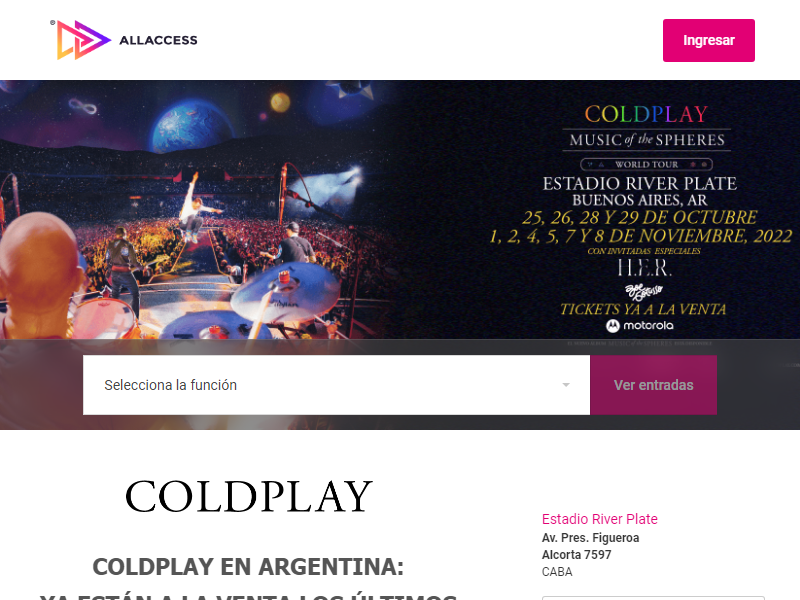 ALLACCESS
Ingresar
COLDPLAY
MUSIC of the SPHERES
WORLD TOUR
ESTADIO RIVER PLATE
BUENOS AIRES, AR
25, 26, 28 Y 29 DE OCTUBRE
1, 2, 4, 5, 7 Y 8 DE NOVIEMBRE, 2022
CON INVITADAS ESPECIALES
H.E.R.
TICKETS YA A LA VENTA
motorola
Selecciona la función
Ver entradas
COLDPLAY
COLDPLAY EN ARGENTINA:
YA ESTÁN A LA VENTA LOS ÚLTIMOS
Estadio River Plate
Av. Pres. Figueroa
Alcorta 7597
CABA